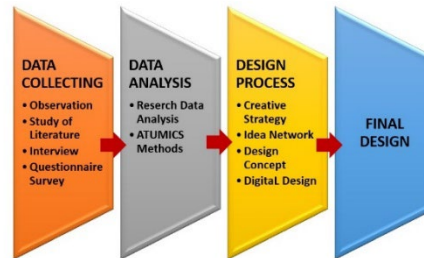 DATA
COLLECTING
• Observation
• Study of
Literature
• Interview
• Questionnaire
Survey
DATA
ANALYSIS
• Reserch Data
Analysis
• ATUMICS
Methods
DESIGN
PROCESS
• Creative
Strategy
• Idea Network
• Design
Concept
• DigitaL Design
FINAL
DESIGN